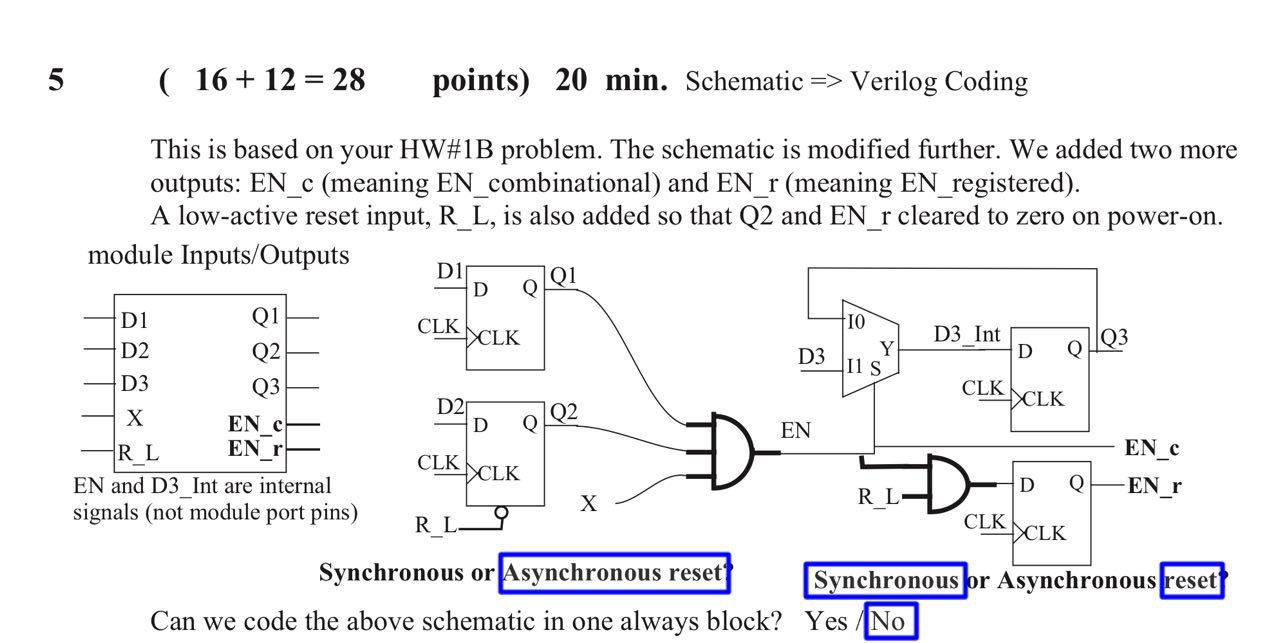 5 ( 16 + 12 = 28 points) 20 min. Schematic => Verilog Coding
This is based on your HW#1B problem. The schematic is modified further. We added two more
outputs: EN_c (meaning EN_combinational) and EN_r (meaning EN_registered).
A low-active reset input, R_L, is also added so that Q2 and EN_r cleared to zero on power-on.
module Inputs/Outputs
D1 Q1
D2 Q2
D3 Q3
X EN_c
R_L EN_r
EN and D3_Int are internal
signals (not module port pins)
D1 Q1
D Q
CLK
CLK
D2 Q2
D Q
CLK
CLK
R_L
X
EN
I0
D3 I1 S Y
D3_Int
D Q Q3
CLK
CLK
EN_c
R_L
D Q EN_r
CLK
CLK
Synchronous or Asynchronous reset?
Synchronous or Asynchronous reset?
Can we code the above schematic in one always block? Yes / No